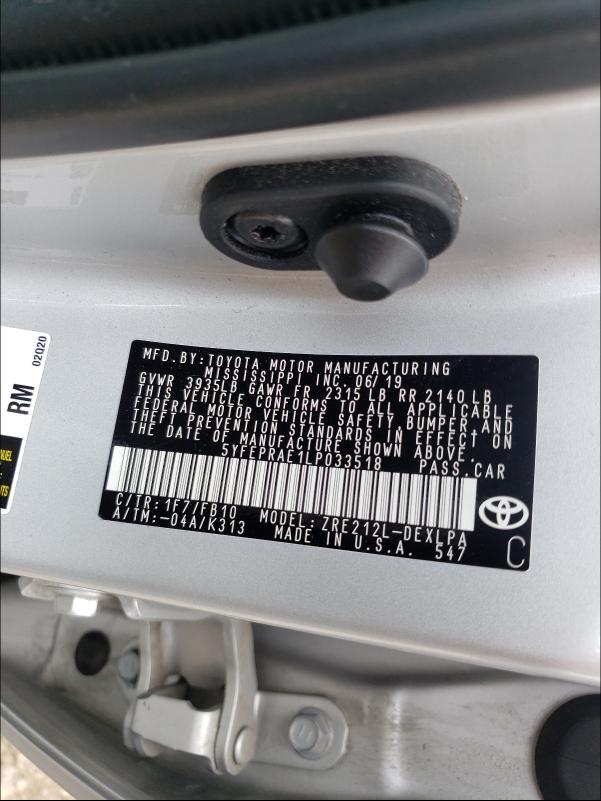 MFD.BY:TOYOTA MOTOR MANUFACTURING
MISSISSIPPI INC. 06/19
GVWR 3935LB GAWR FR 2315 LB RR 2140 LB
THIS VEHICLE CONFORMS TO ALL APPLICABLE
FEDERAL MOTOR VEHICLE SAFETY, BUMPER, AND
THEFT PREVENTION STANDARDS IN EFFECT ON
THE DATE OF MANUFACTURE SHOWN ABOVE.
5YFEPRAE1LP033518 PASS.CAR
C/TR: 1F7/FB10 MODEL: ZRE212L-DEXLPA
A/TM:-04A/K313 MADE IN U.S.A. 547
C
RM
02020